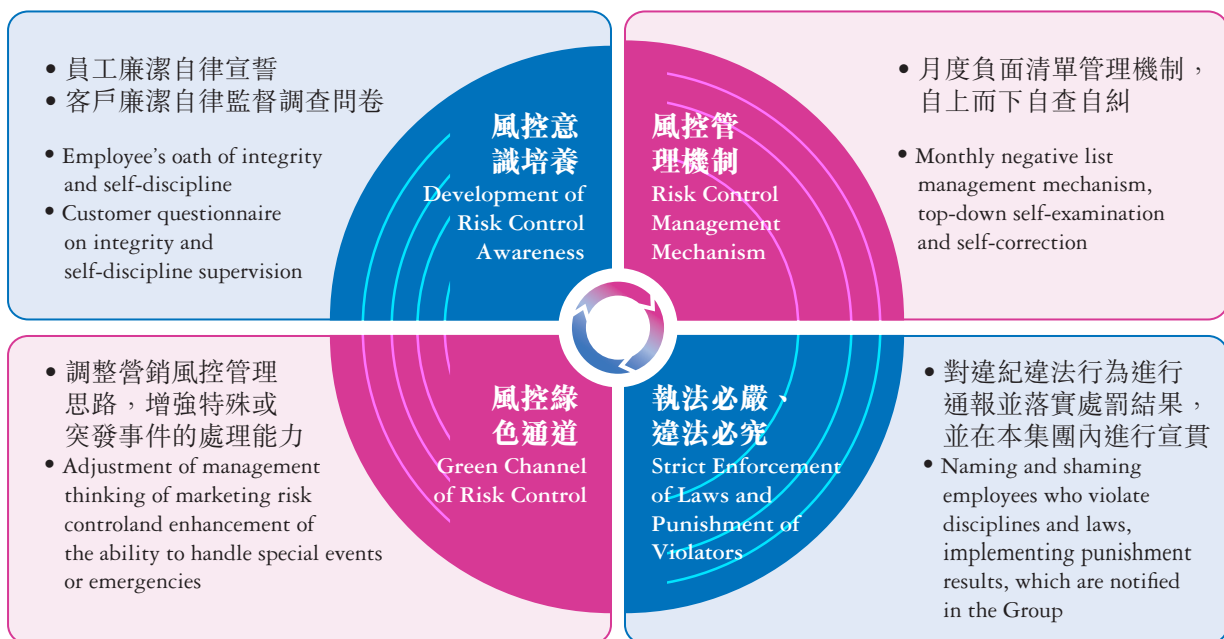 • 員工廉潔自律宣誓
• 客戶廉潔自律監督調查問卷
• Employee’s oath of integrity
and self-discipline
• Customer questionnaire
on integrity and
self-discipline supervision
風控意
識培養
Development of
Risk Control
Awareness
風控管
理機制
Risk Control
Management
Mechanism
• 月度負面清單管理機制，
自上而下自查自糾
• Monthly negative list
management mechanism,
top-down self-examination
and self-correction
• 調整營銷風控管理
思路，增強特殊或
突發事件的處理能力
• Adjustment of management
thinking of marketing risk
controland enhancement of
the ability to handle special events
or emergencies
風控綠
色通道
Green Channel
of Risk Control
執法必嚴、
違法必究
Strict Enforcement
of Laws and
Punishment of
Violators
• 對違紀違法行為進行
通報並落實處罰結果，
並在本集團內進行宣貫
• Naming and shaming
employees who violate
disciplines and laws,
implementing punishment
results, which are notified
in the Group